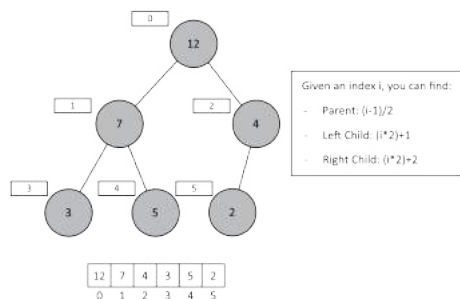 0
12
1
7
2
4
3
3
4
5
5
2
Given an index i, you can find:
- Parent: (i-1)/2
- Left Child: (i*2)+1
- Right Child: (i*2)+2
12 7 4 3 5 2
0 1 2 3 4 5